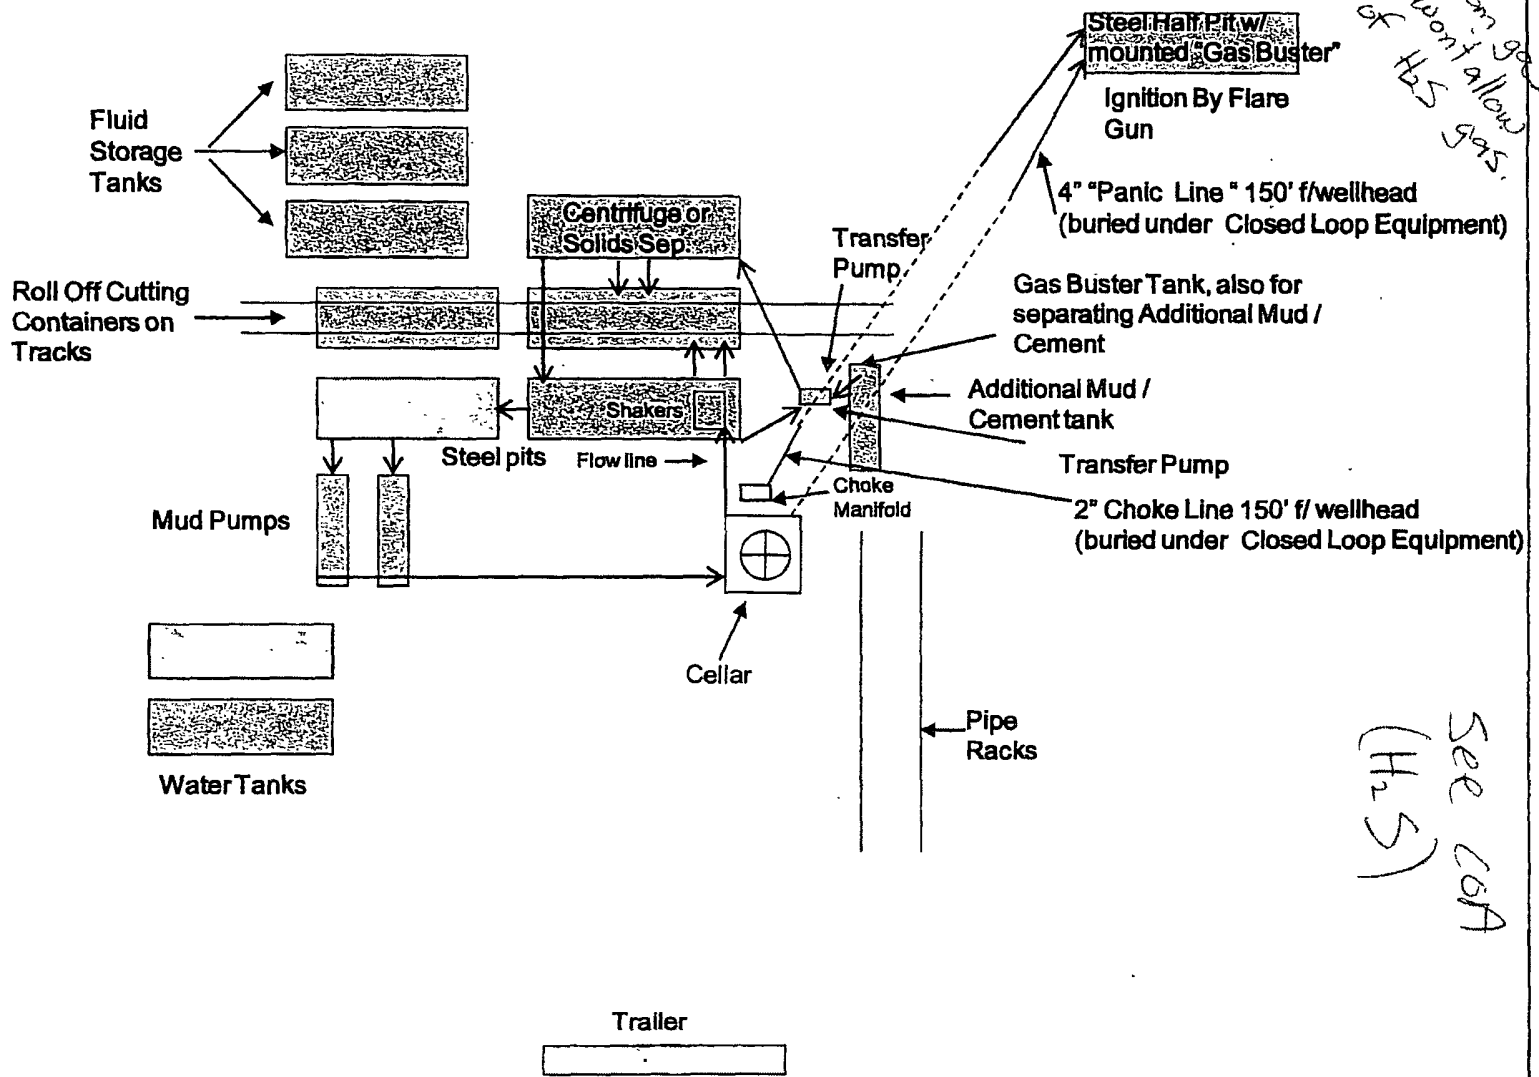 Steel Half Pit w/
mounted "Gas Buster"
Ignition By Flare
Gun
wont allow
of H2S gas.
Fluid
Storage
Tanks
4" "Panic Line " 150' f/wellhead
(buried under Closed Loop Equipment)
Centrifuge or
Solids Sep
Transfer
Pump
Roll Off Cutting
Containers on
Tracks
Gas Buster Tank, also for
separating Additional Mud /
Cement
Additional Mud /
Cement tank
Shakers
Steel pits
Flow line
Transfer Pump
Choke
Manifold
2" Choke Line 150' f/ wellhead
(buried under Closed Loop Equipment)
Mud Pumps
Cellar
Pipe
Racks
Water Tanks
See COA
(H2S)
Trailer